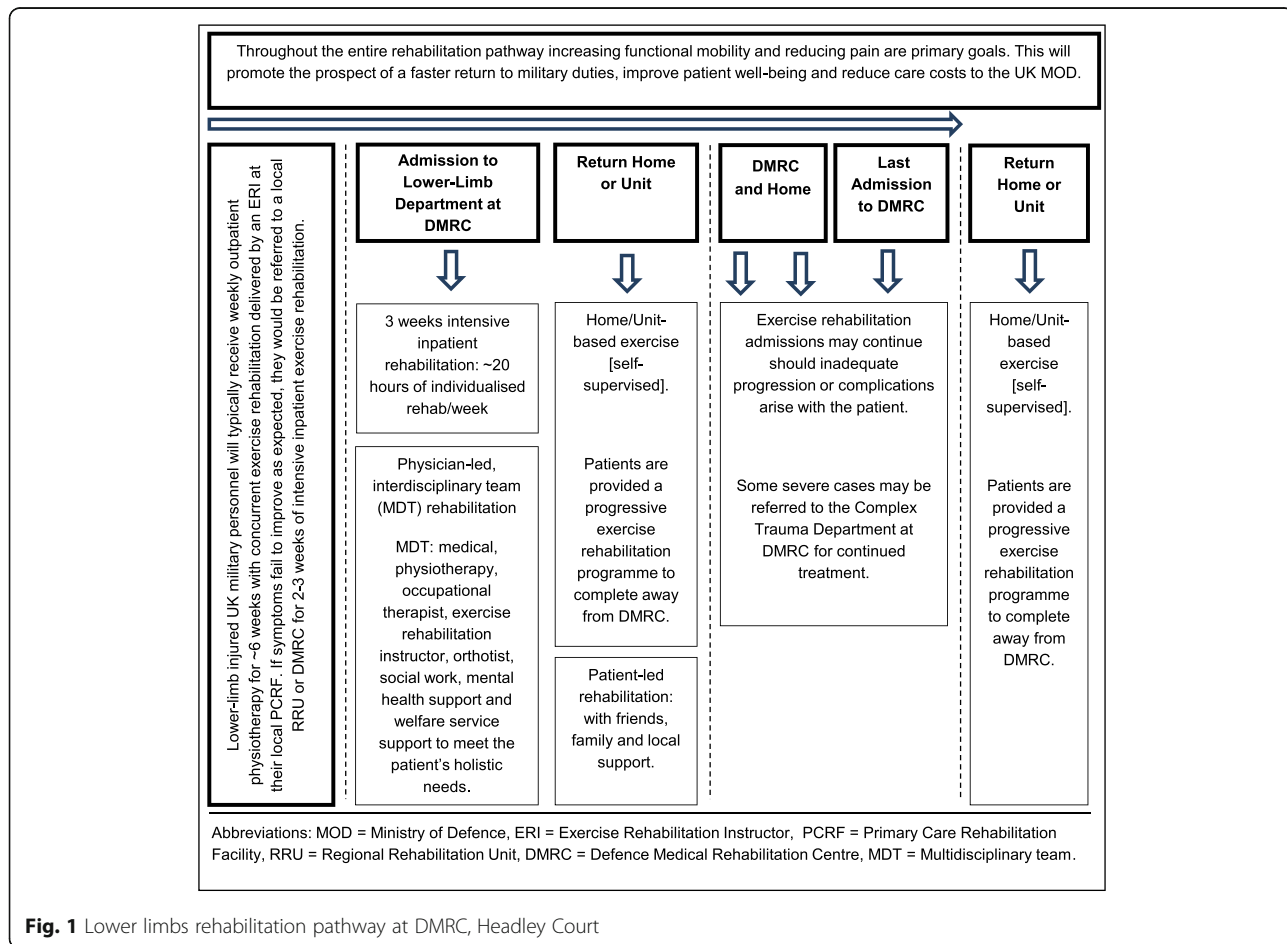 Throughout the entire rehabilitation pathway increasing functional mobility and reducing pain are primary goals. This will
promote the prospect of a faster return to military duties, improve patient well-being and reduce care costs to the UK MOD.
Lower-limb injured UK military personnel will typically receive weekly outpatient
physiotherapy for ~6 weeks with concurrent exercise rehabilitation delivered by an ERI at
their local PCRF. If symptoms fail to improve as expected, they would be referred to a local
RRU or DMRC for 2-3 weeks of intensive inpatient exercise rehabilitation.
Admission to
Lower-Limb
Department at
DMRC
3 weeks intensive
inpatient
rehabilitation: ~20
hours of individualised
rehab/week
Physician-led,
interdisciplinary team
(MDT) rehabilitation
MDT: medical,
physiotherapy,
occupational
therapist, exercise
rehabilitation
instructor, orthotist,
social work, mental
health support and
welfare service
support to meet the
patient's holistic
needs.
Return Home
or Unit
Home/Unit-
based exercise
[self-
supervised].
Patients are
provided a
progressive
exercise
rehabilitation
programme to
complete away
from DMRC.
Patient-led
rehabilitation:
with friends,
family and local
support.
DMRC
and Home
Last
Admission
to DMRC
Exercise rehabilitation
admissions may continue
should inadequate
progression or complications
arise with the patient.
Some severe cases may be
referred to the Complex
Trauma Department at
DMRC for continued
treatment.
Return
Home or
Unit
Home/Unit-
based
exercise
[self-
supervised].
Patients are
provided a
progressive
exercise
rehabilitation
programme
to complete
away from
DMRC.
Abbreviations: MOD = Ministry of Defence, ERI = Exercise Rehabilitation Instructor, PCRF = Primary Care Rehabilitation
Facility, RRU = Regional Rehabilitation Unit, DMRC = Defence Medical Rehabilitation Centre, MDT = Multidisciplinary team.
Fig. 1 Lower limbs rehabilitation pathway at DMRC, Headley Court